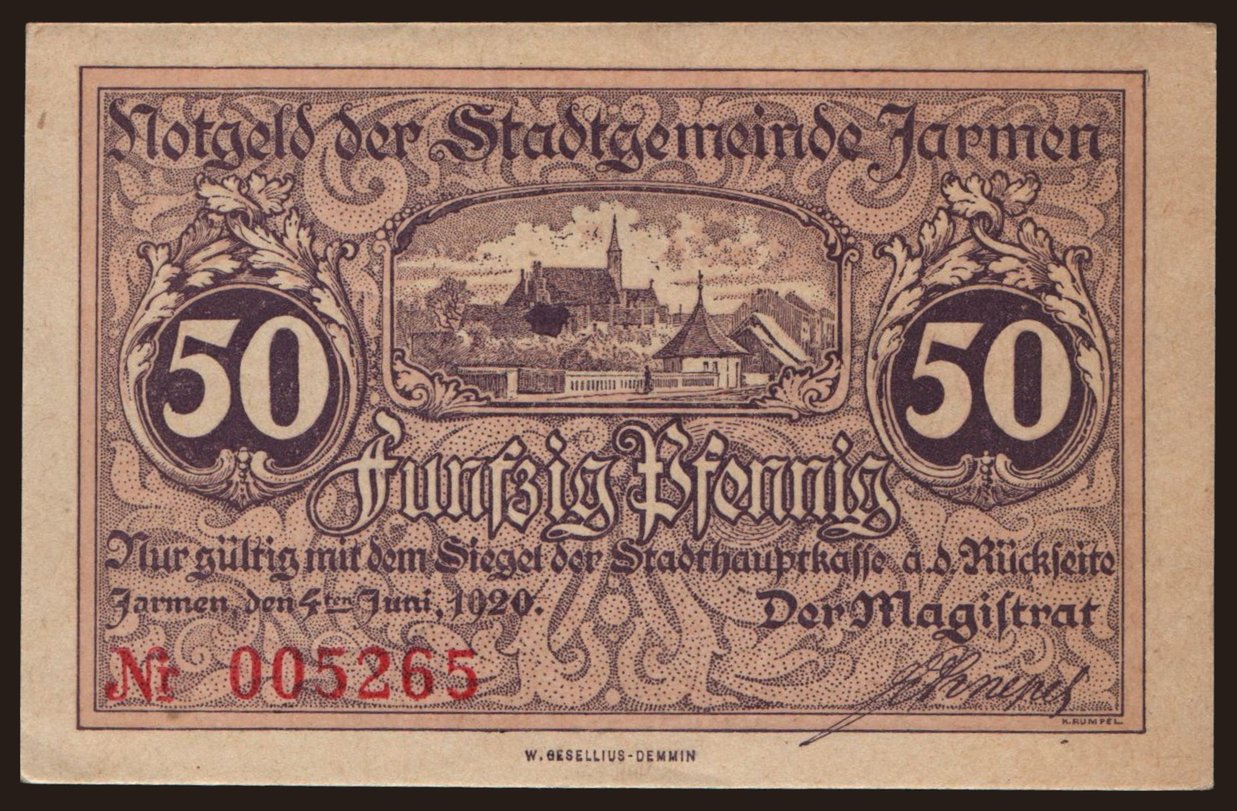 Notgeld der Stadtgemeinde Jarmen
50 50
Funfzig Pfennig
Nur gültig mit dem Siegel der Stadthauptkasse a.d. Rückseite
Jarmen, den 4ten Juni, 1920. Der Magistrat
Nr 005265
K.RUMPEL.
W. GESELLIUS-DEMMIN